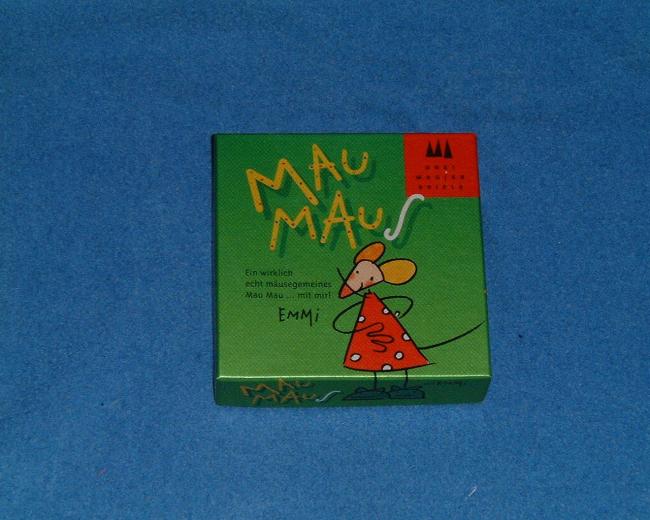 MAU
MAUS
DREI
MAGIER
SPIELE
Ein wirklich
echt mäusegemeines
Mau Mau ... mit mir!
EMMi
MAU
MAUS